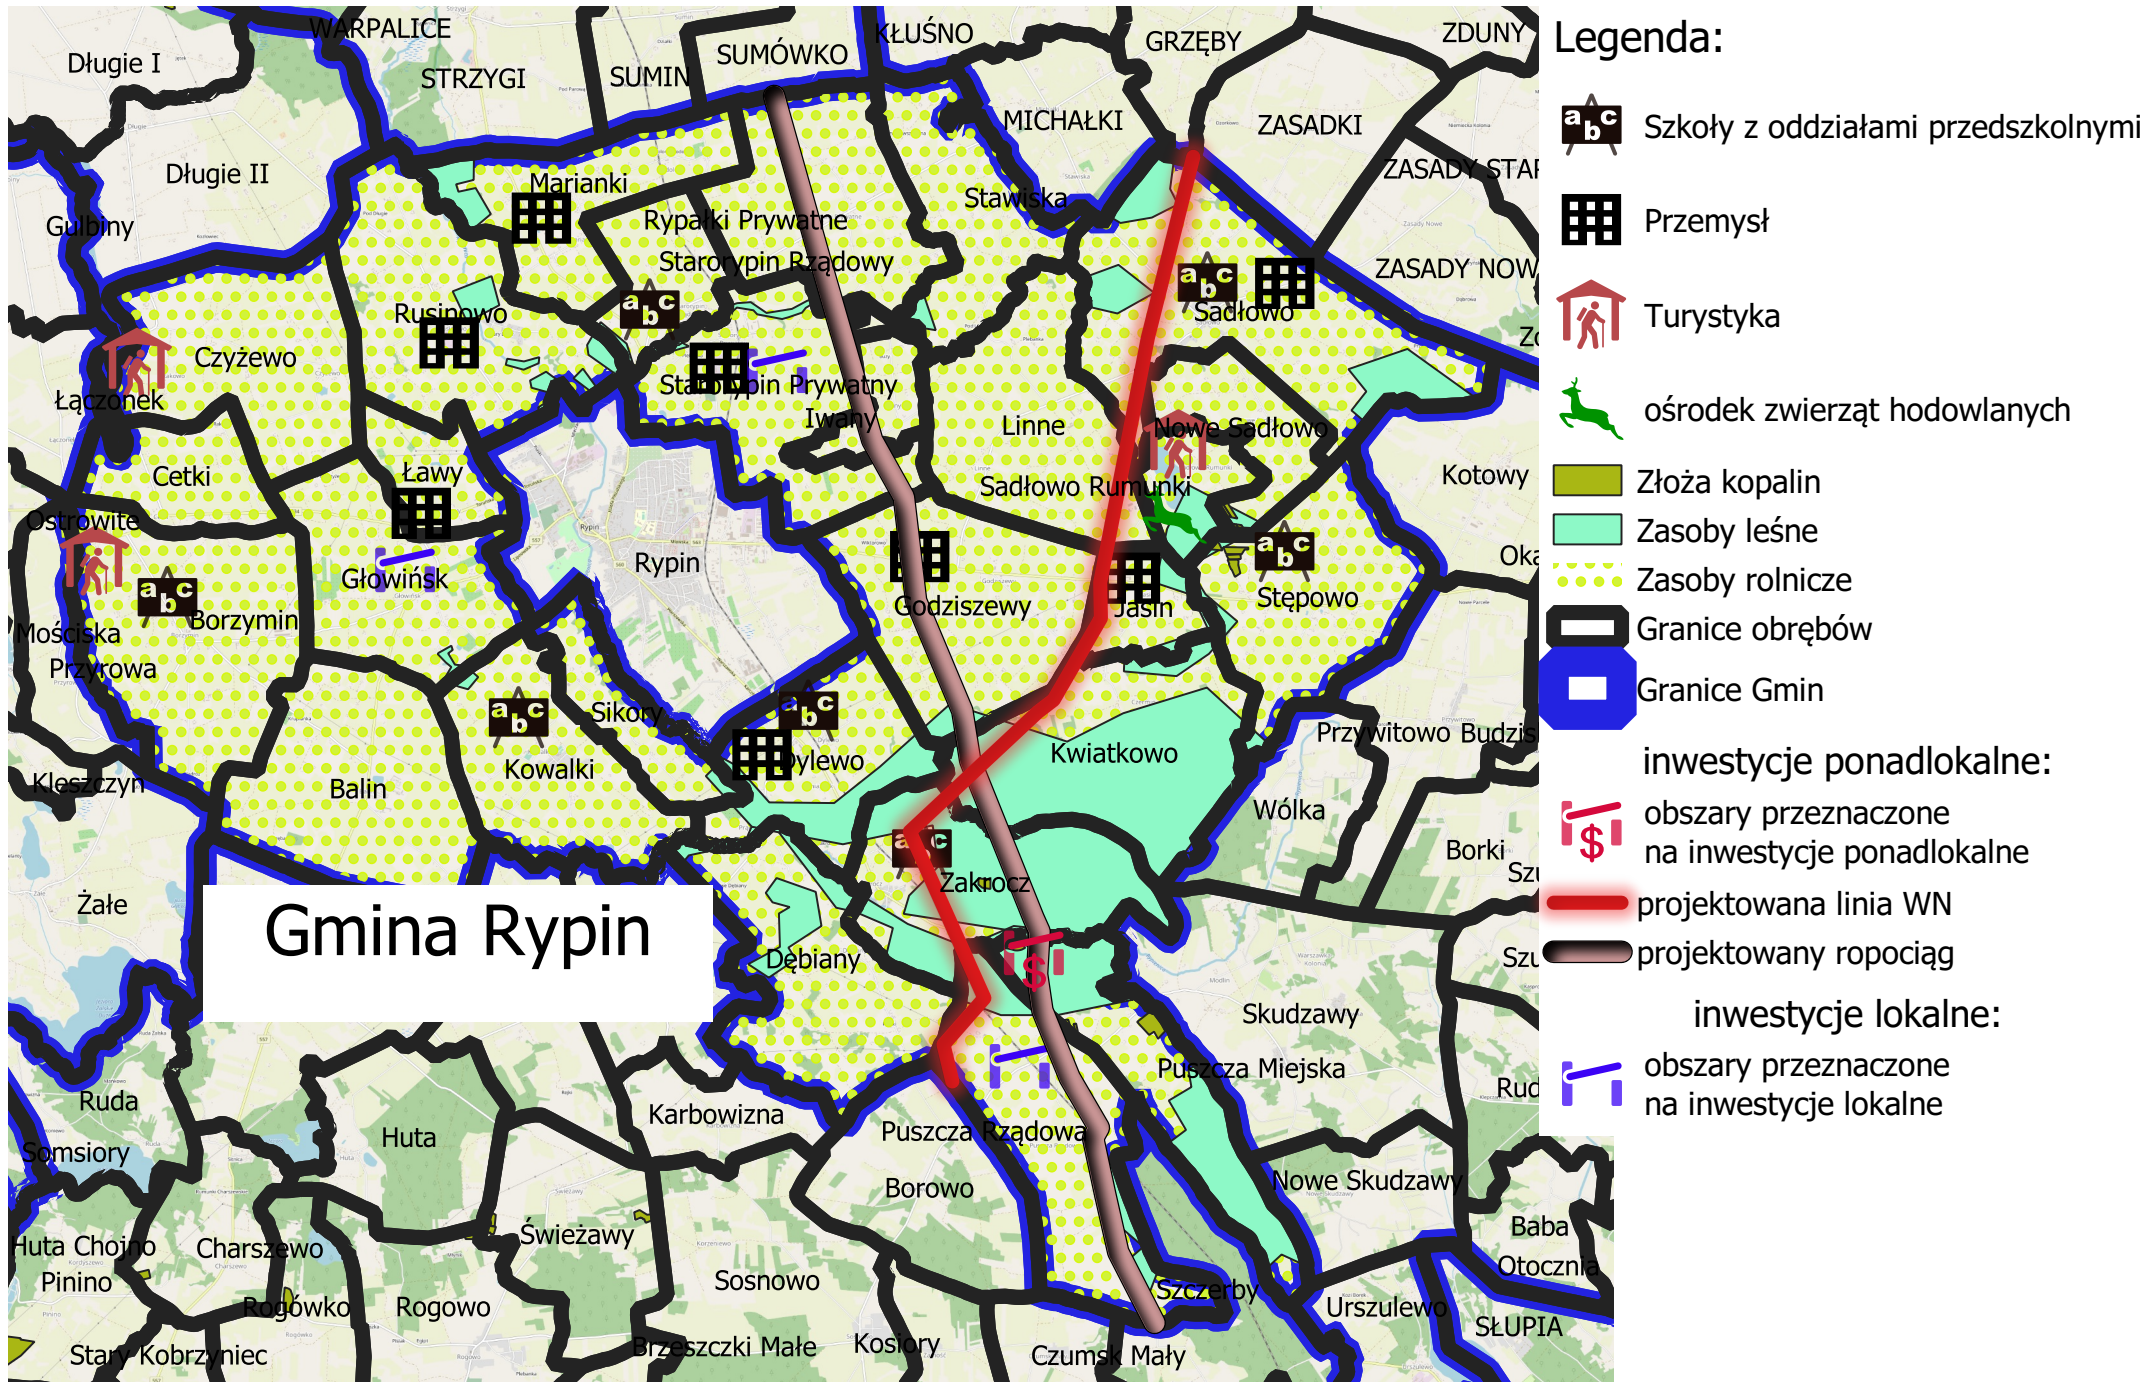 WARPALICE
KŁUŚNO
GRZĘBY
ZDUNY
Długie I
STRZYGI
SUMIN
SUMÓWKO
MICHAŁKI
ZASADKI
Długie II
ZASADY STAR
Gulbiny
Marianki
Rypałki Prywatne
Stawiska
Starorypin Rządowy
ZASADY NOW
Rusinowo
Sadłowo
Czyżewo
Starorypin Prywatny
Łączonek
Iwany
Linne
Nowe Sadłowo
Cetki
Ławy
Sadłowo Rumunki
Kotowy
Ostrowite
Rypin
Oka
Głowińsk
Godziszewy
Jasin
Stępowo
Borzymin
Mościska
Przyrowa
Sikory
Kwiatkowo
Przywitowo
Budzis
Kleszczyn
Balin
Kowalki
Dylewo
Wólka
Borki
Żałe
Zakrocz
Gmina Rypin
Dębiany
Skudzawy
Puszcza Miejska
Ruda
Karbowizna
Rud
Somsiory
Huta
Puszcza Rządowa
Borowo
Nowe Skudzawy
Huta Chojno
Pinino
Charszewo
Świeżawy
Baba
Sosnowo
Otocznia
Rogówko
Rogowo
Szczerby
Urszulewo
SŁUPIA
Stary Kobrzyniec
Brzeszczki Małe
Kosiory
Czumsk Mały
Legenda:
abc Szkoły z oddziałami przedszkolnymi
Przemysł
Turystyka
ośrodek zwierząt hodowlanych
Złoża kopalin
Zasoby leśne
Zasoby rolnicze
Granice obrębów
Granice Gmin
inwestycje ponadlokalne:
obszary przeznaczone
na inwestycje ponadlokalne
projektowana linia WN
projektowany ropociąg
inwestycje lokalne:
obszary przeznaczone
na inwestycje lokalne